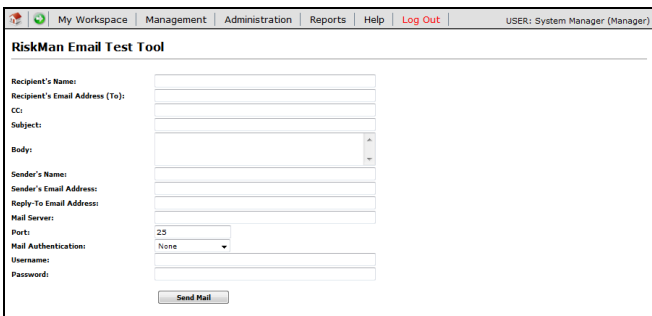 My Workspace Management Administration Reports Help Log Out USER: System Manager (Manager)
RiskMan Email Test Tool
Recipient's Name:
Recipient's Email Address (To):
CC:
Subject:
Body:
Sender's Name:
Sender's Email Address:
Reply-To Email Address:
Mail Server:
Port: 25
Mail Authentication: None
Username:
Password:
Send Mail